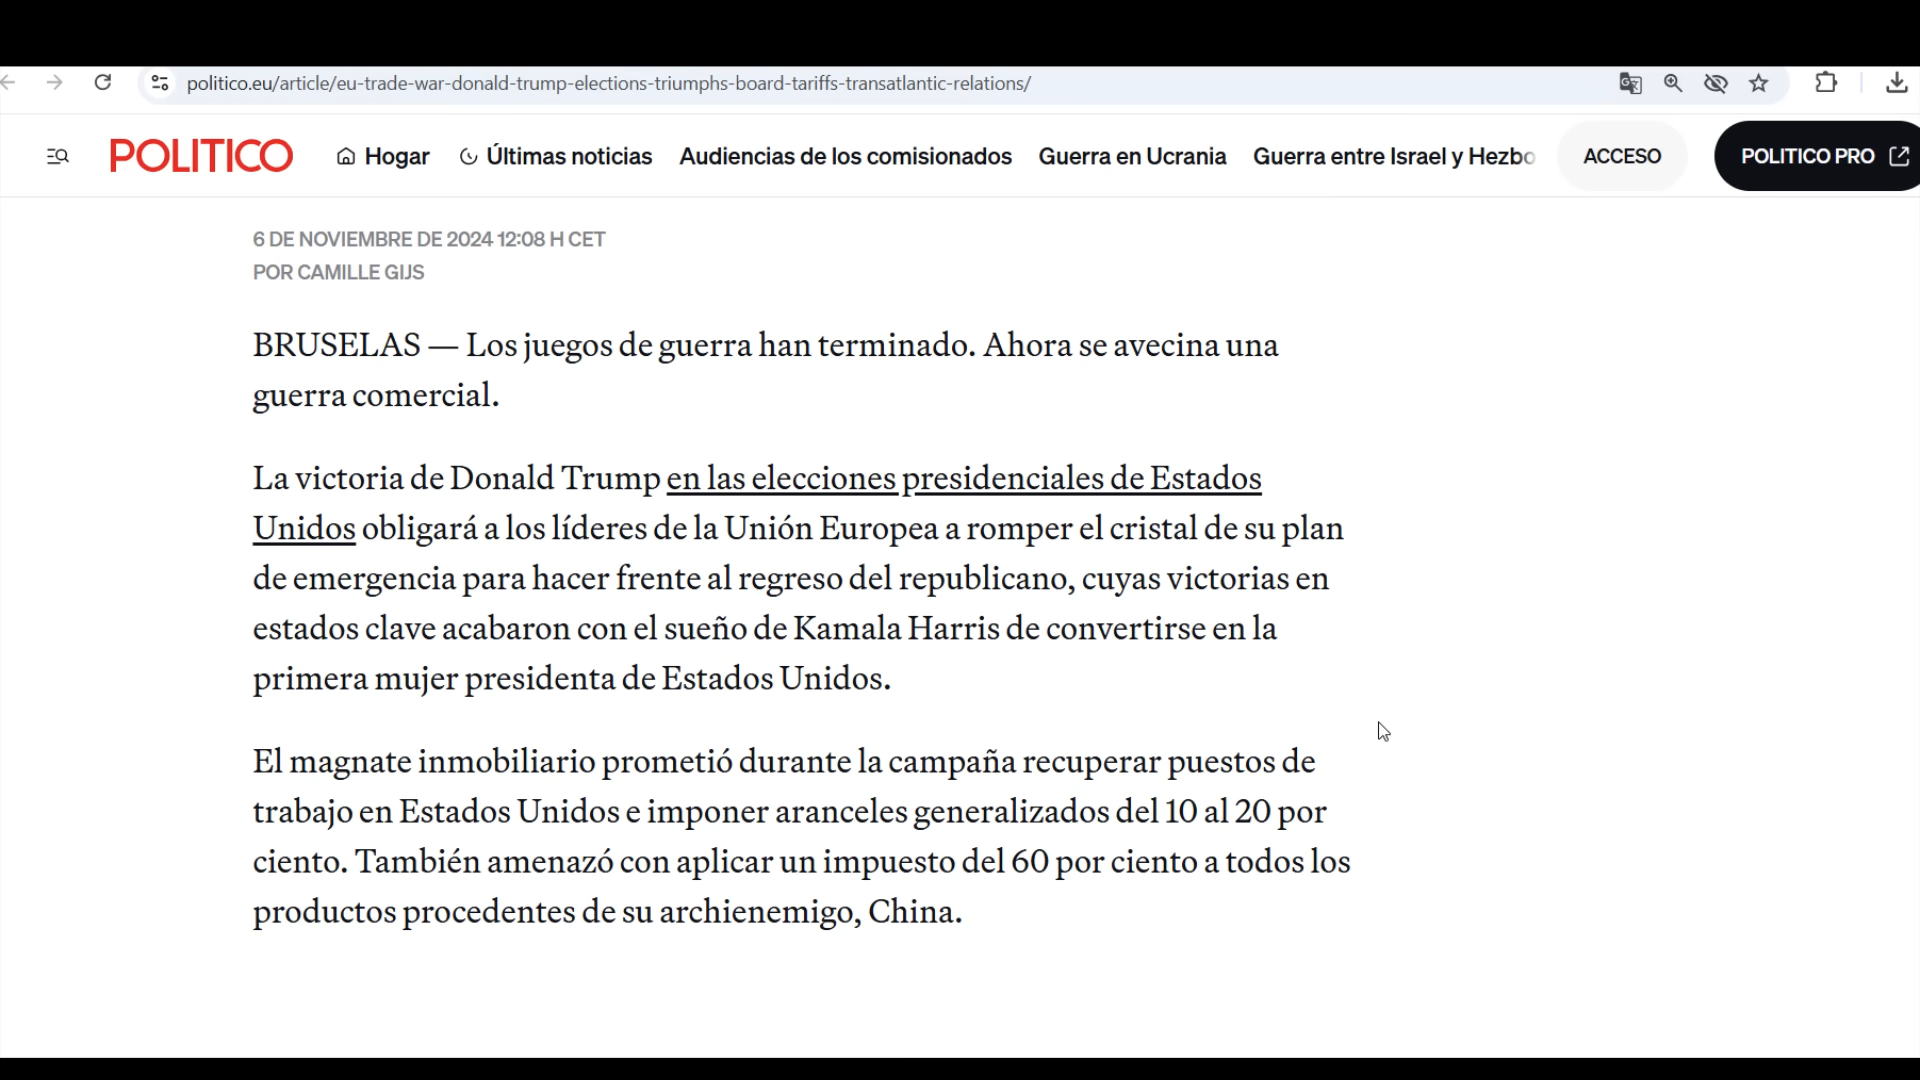 politico.eu/article/eu-trade-war-donald-trump-elections-triumphs-board-tariffs-transatlantic-relations/
POLITICO Hogar Últimas noticias Audiencias de los comisionados Guerra en Ucrania Guerra entre Israel y Hezbo ACCESO POLITICO PRO
6 DE NOVIEMBRE DE 2024 12:08 H CET
POR CAMILLE GIJS
BRUSELAS — Los juegos de guerra han terminado. Ahora se avecina una
guerra comercial.
La victoria de Donald Trump en las elecciones presidenciales de Estados
Unidos obligará a los líderes de la Unión Europea a romper el cristal de su plan
de emergencia para hacer frente al regreso del republicano, cuyas victorias en
estados clave acabaron con el sueño de Kamala Harris de convertirse en la
primera mujer presidenta de Estados Unidos.
El magnate inmobiliario prometió durante la campaña recuperar puestos de
trabajo en Estados Unidos e imponer aranceles generalizados del 10 al 20 por
ciento. También amenazó con aplicar un impuesto del 60 por ciento a todos los
productos procedentes de su archienemigo, China.